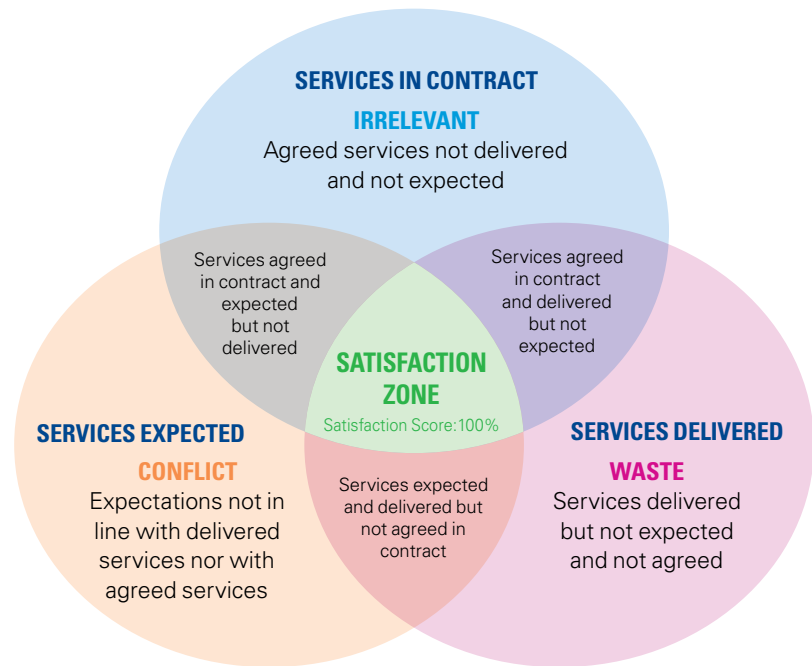 SERVICES IN CONTRACT
IRRELEVANT
Agreed services not delivered
and not expected
Services agreed
in contract and
expected
but not
delivered
Services agreed
in contract
and delivered
but not
expected
SATISFACTION
ZONE
Satisfaction Score:100%
SERVICES EXPECTED
CONFLICT
Expectations not in
line with delivered
services nor with
agreed services
Services expected
and delivered but
not agreed in
contract
SERVICES DELIVERED
WASTE
Services delivered
but not expected
and not agreed